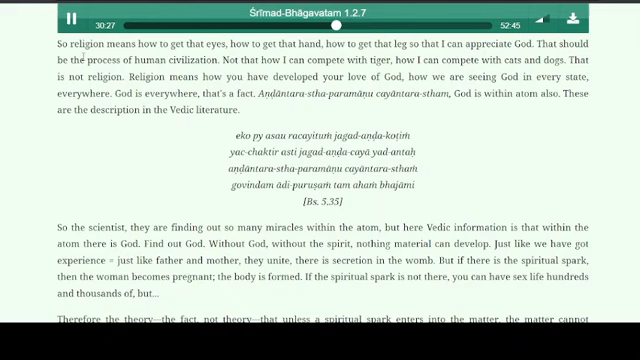 Śrīmad-Bhāgavatam 1.2.7
30:27
52:45
So religion means how to get that eyes, how to get that hand, how to get that leg so that I can appreciate God. That should
be the process of human civilization. Not that how I can compete with tiger, how I can compete with cats and dogs. That
is not religion. Religion means how you have developed your love of God, how we are seeing God in every state,
everywhere. God is everywhere, that's a fact. Aṇḍāntara-stha-paramāṇu cayāntara-stham, God is within atom also. These
are the description in the Vedic literature.
eko py asau racayituṁ jagad-aṇḍa-koṭiṁ
yac-chaktir asti jagad-aṇḍa-cayā yad-antaḥ
aṇḍāntara-stha-paramāṇu cayāntara-sthaṁ
govindam ādi-puruṣaṁ tam ahaṁ bhajāmi
[Bs. 5.35]
So the scientist, they are finding out so many miracles within the atom, but here Vedic information is that within the
atom there is God. Find out God. Without God, without the spirit, nothing material can develop. Just like we have got
experience = just like father and mother, they unite, there is secretion in the womb. But if there is the spiritual spark,
then the woman becomes pregnant; the body is formed. If the spiritual spark is not there, you can have sex life hundreds
and thousands of, but...
Therefore the theory—the fact, not theory—that unless a spiritual spark enters into the matter, the matter cannot